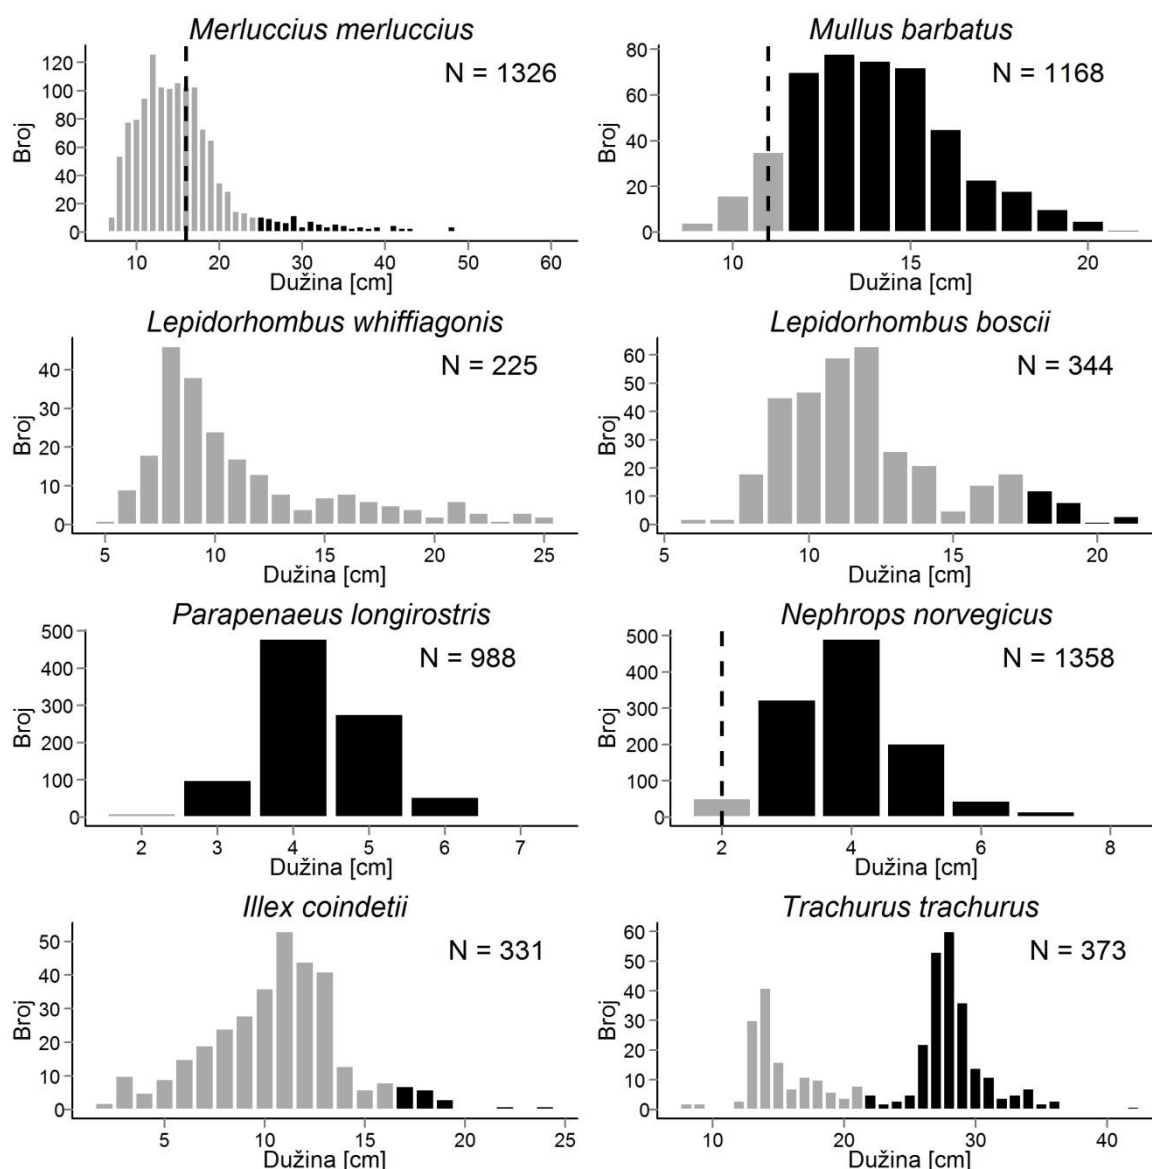 Merluccius merluccius
N = 1326
Broj
120
100
80
60
40
20
0
10 20 30 40 50 60
Dužina [cm]
Mullus barbatus
N = 1168
Broj
80
60
40
20
0
10 15 20
Dužina [cm]
Lepidorhombus whiffiagonis
N = 225
Broj
40
30
20
10
0
5 10 15 20 25
Dužina [cm]
Lepidorhombus boscii
N = 344
Broj
60
50
40
30
20
10
0
5 10 15 20
Dužina [cm]
Parapenaeus longirostris
N = 988
Broj
500
400
300
200
100
0
2 3 4 5 6 7
Dužina [cm]
Nephrops norvegicus
N = 1358
Broj
500
400
300
200
100
0
2 4 6 8
Dužina [cm]
Illex coindetii
N = 331
Broj
50
40
30
20
10
0
5 10 15 20 25
Dužina [cm]
Trachurus trachurus
N = 373
Broj
60
50
40
30
20
10
0
10 20 30 40
Dužina [cm]